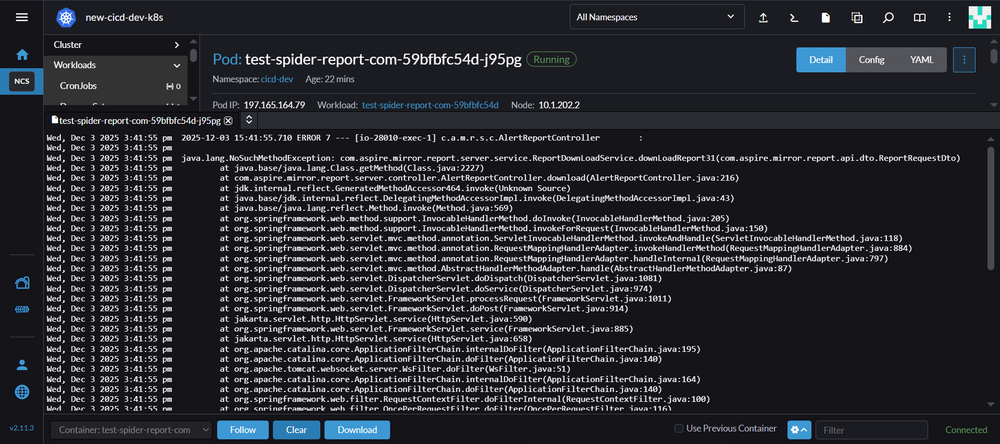 new-cicd-dev-k8s
All Namespaces
Cluster
Workloads
CronJobs 0
NCS
Pod: test-spider-report-com-59bfbfc54d-j95pg Running
Detail Config YAML
Namespace: cicd-dev Age: 22 mins
Pod IP: 197.165.164.79 Workload: test-spider-report-com-59bfbfc54d Node: 10.1.202.2
test-spider-report-com-59bfbfc54d-j95pg
Wed, Dec 3 2025 3:41:55 pm 2025-12-03 15:41:55.710 ERROR 7 --- [io-28010-exec-1] c.a.m.r.s.c.AlertReportController :
Wed, Dec 3 2025 3:41:55 pm
Wed, Dec 3 2025 3:41:55 pm java.lang.NoSuchMethodException: com.aspire.mirror.report.server.service.ReportDownLoadService.downLoadReport31(com.aspire.mirror.report.api.dto.ReportRequestDto)
Wed, Dec 3 2025 3:41:55 pm at java.base/java.lang.Class.getMethod(Class.java:2227)
Wed, Dec 3 2025 3:41:55 pm at com.aspire.mirror.report.server.controller.AlertReportController.download(AlertReportController.java:216)
Wed, Dec 3 2025 3:41:55 pm at jdk.internal.reflect.GeneratedMethodAccessor464.invoke(Unknown Source)
Wed, Dec 3 2025 3:41:55 pm at java.base/jdk.internal.reflect.DelegatingMethodAccessorImpl.invoke(DelegatingMethodAccessorImpl.java:43)
Wed, Dec 3 2025 3:41:55 pm at java.base/java.lang.reflect.Method.invoke(Method.java:569)
Wed, Dec 3 2025 3:41:55 pm at org.springframework.web.method.support.InvocableHandlerMethod.doInvoke(InvocableHandlerMethod.java:205)
Wed, Dec 3 2025 3:41:55 pm at org.springframework.web.method.support.InvocableHandlerMethod.invokeForRequest(InvocableHandlerMethod.java:150)
Wed, Dec 3 2025 3:41:55 pm at org.springframework.web.servlet.mvc.method.annotation.ServletInvocableHandlerMethod.invokeAndHandle(ServletInvocableHandlerMethod.java:118)
Wed, Dec 3 2025 3:41:55 pm at org.springframework.web.servlet.mvc.method.annotation.RequestMappingHandlerAdapter.invokeHandlerMethod(RequestMappingHandlerAdapter.java:884)
Wed, Dec 3 2025 3:41:55 pm at org.springframework.web.servlet.mvc.method.annotation.RequestMappingHandlerAdapter.handleInternal(RequestMappingHandlerAdapter.java:797)
Wed, Dec 3 2025 3:41:55 pm at org.springframework.web.servlet.mvc.method.AbstractHandlerMethodAdapter.handle(AbstractHandlerMethodAdapter.java:87)
Wed, Dec 3 2025 3:41:55 pm at org.springframework.web.servlet.DispatcherServlet.doDispatch(DispatcherServlet.java:1081)
Wed, Dec 3 2025 3:41:55 pm at org.springframework.web.servlet.DispatcherServlet.doService(DispatcherServlet.java:974)
Wed, Dec 3 2025 3:41:55 pm at org.springframework.web.servlet.FrameworkServlet.processRequest(FrameworkServlet.java:1011)
Wed, Dec 3 2025 3:41:55 pm at org.springframework.web.servlet.FrameworkServlet.doPost(FrameworkServlet.java:914)
Wed, Dec 3 2025 3:41:55 pm at jakarta.servlet.http.HttpServlet.service(HttpServlet.java:590)
Wed, Dec 3 2025 3:41:55 pm at org.springframework.web.servlet.FrameworkServlet.service(FrameworkServlet.java:885)
Wed, Dec 3 2025 3:41:55 pm at jakarta.servlet.http.HttpServlet.service(HttpServlet.java:658)
Wed, Dec 3 2025 3:41:55 pm at org.apache.catalina.core.ApplicationFilterChain.internalDoFilter(ApplicationFilterChain.java:195)
Wed, Dec 3 2025 3:41:55 pm at org.apache.catalina.core.ApplicationFilterChain.doFilter(ApplicationFilterChain.java:140)
Wed, Dec 3 2025 3:41:55 pm at org.apache.tomcat.websocket.server.WsFilter.doFilter(WsFilter.java:51)
Wed, Dec 3 2025 3:41:55 pm at org.apache.catalina.core.ApplicationFilterChain.internalDoFilter(ApplicationFilterChain.java:164)
Wed, Dec 3 2025 3:41:55 pm at org.apache.catalina.core.ApplicationFilterChain.doFilter(ApplicationFilterChain.java:140)
Wed, Dec 3 2025 3:41:55 pm at org.springframework.web.filter.RequestContextFilter.doFilterInternal(RequestContextFilter.java:100)
Wed, Dec 3 2025 3:41:55 pm at org.springframework.web.filter.OncePerRequestFilter.doFilter(OncePerRequestFilter.java:116)
v2.11.3
Container: test-spider-report-com Follow Clear Download Use Previous Container Filter Connected